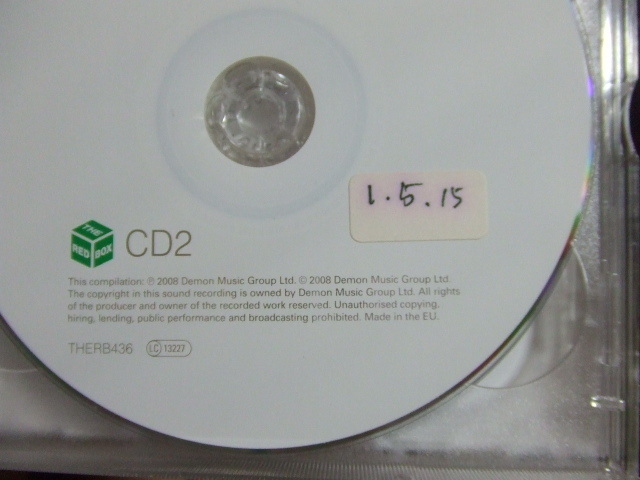 1.5.15
THE
RED BOX
CD2
This compilation: ℗ 2008 Demon Music Group Ltd. © 2008 Demon Music Group Ltd.
The copyright in this sound recording is owned by Demon Music Group Ltd. All rights
of the producer and owner of the recorded work reserved. Unauthorised copying,
hiring, lending, public performance and broadcasting prohibited. Made in the EU.
THERB436 LC 13227